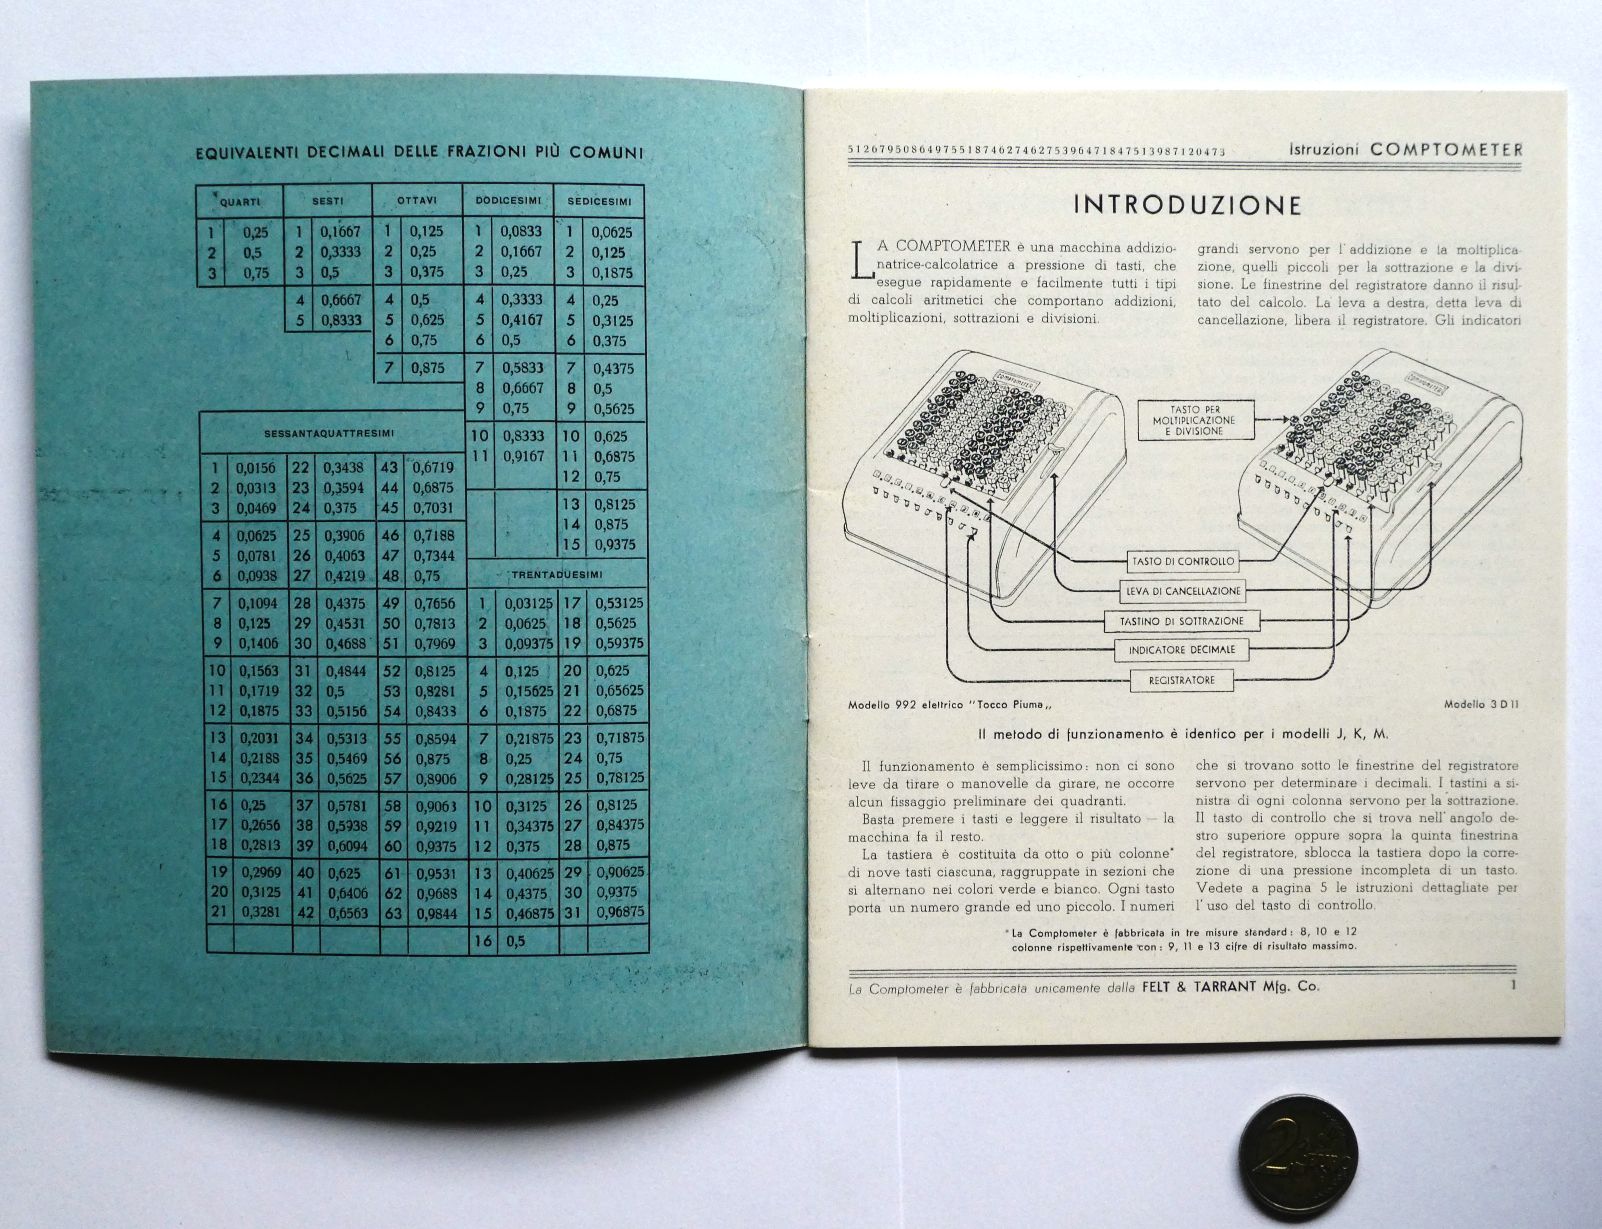 EQUIVALENTI DECIMALI DELLE FRAZIONI PIÙ COMUNI
QUARTI SESTI OTTAVI DODICESIMI SEDICESIMI
1 0,25 1 0,1667 1 0,125 1 0,0833 1 0,0625
2 0,5 2 0,3333 2 0,25 2 0,1667 2 0,125
3 0,75 3 0,5 3 0,375 3 0,25 3 0,1875
4 0,6667 4 0,5 4 0,3333 4 0,25
5 0,8333 5 0,625 5 0,4167 5 0,3125
6 0,75 6 0,5 6 0,375
7 0,875 7 0,5833 7 0,4375
8 0,6667 8 0,5
9 0,75 9 0,5625
SESSANTAQUATTRESIMI 10 0,8333 10 0,625
11 0,9167 11 0,6875
1 0,0156 22 0,3438 43 0,6719 12 0,75
2 0,0313 23 0,3594 44 0,6875
3 0,0469 24 0,375 45 0,7031 13 0,8125
4 0,0625 25 0,3906 46 0,7188 14 0,875
5 0,0781 26 0,4063 47 0,7344 15 0,9375
6 0,0938 27 0,4219 48 0,75 TRENTADUESIMI
7 0,1094 28 0,4375 49 0,7656 1 0,03125 17 0,53125
8 0,125 29 0,4531 50 0,7813 2 0,0625 18 0,5625
9 0,1406 30 0,4688 51 0,7969 3 0,09375 19 0,59375
10 0,1563 31 0,4844 52 0,8125 4 0,125 20 0,625
11 0,1719 32 0,5 53 0,8281 5 0,15625 21 0,65625
12 0,1875 33 0,5156 54 0,8433 6 0,1875 22 0,6875
13 0,2031 34 0,5313 55 0,8594 7 0,21875 23 0,71875
14 0,2188 35 0,5469 56 0,875 8 0,25 24 0,75
15 0,2344 36 0,5625 57 0,8906 9 0,28125 25 0,78125
16 0,25 37 0,5781 58 0,9063 10 0,3125 26 0,8125
17 0,2656 38 0,5938 59 0,9219 11 0,34375 27 0,84375
18 0,2813 39 0,6094 60 0,9375 12 0,375 28 0,875
19 0,2969 40 0,625 61 0,9531 13 0,40625 29 0,90625
20 0,3125 41 0,6406 62 0,9688 14 0,4375 30 0,9375
21 0,3281 42 0,6563 63 0,9844 15 0,46875 31 0,96875
16 0,5
512679508649755187462746275396471847513987120473 Istruzioni COMPTOMETER
INTRODUZIONE
LA COMPTOMETER è una macchina addizio-
natrice-calcolatrice a pressione di tasti, che
esegue rapidamente e facilmente tutti i tipi
di calcoli aritmetici che comportano addizioni,
moltiplicazioni, sottrazioni e divisioni.
grandi servono per l'addizione e la moltiplica-
zione, quelli piccoli per la sottrazione e la divi-
sione. Le finestrine del registratore danno il risul-
tato del calcolo. La leva a destra, detta leva di
cancellazione, libera il registratore. Gli indicatori
COMPTOMETER
COMPTOMETER
TASTO PER
MOLTIPLICAZIONE
E DIVISIONE
TASTO DI CONTROLLO
LEVA DI CANCELLAZIONE
TASTINO DI SOTTRAZIONE
INDICATORE DECIMALE
REGISTRATORE
Modello 992 elettrico "Tocco Piuma„ Modello 3 D 11
Il metodo di funzionamento è identico per i modelli J, K, M.
Il funzionamento è semplicissimo: non ci sono
leve da tirare o manovelle da girare, ne occorre
alcun fissaggio preliminare dei quadranti.
Basta premere i tasti e leggere il risultato — la
macchina fa il resto.
La tastiera è costituita da otto o più colonne*
di nove tasti ciascuna, raggruppate in sezioni che
si alternano nei colori verde e bianco. Ogni tasto
porta un numero grande ed uno piccolo. I numeri
che si trovano sotto le finestrine del registratore
servono per determinare i decimali. I tastini a si-
nistra di ogni colonna servono per la sottrazione.
Il tasto di controllo che si trova nell'angolo de-
stro superiore oppure sopra la quinta finestrina
del registratore, sblocca la tastiera dopo la corre-
zione di una pressione incompleta di un tasto.
Vedete a pagina 5 le istruzioni dettagliate per
l'uso del tasto di controllo.
* La Comptometer è fabbricata in tre misure standard: 8, 10 e 12
colonne rispettivamente con: 9, 11 e 13 cifre di risultato massimo.
La Comptometer è fabbricata unicamente dalla FELT & TARRANT Mfg. Co. 1
2